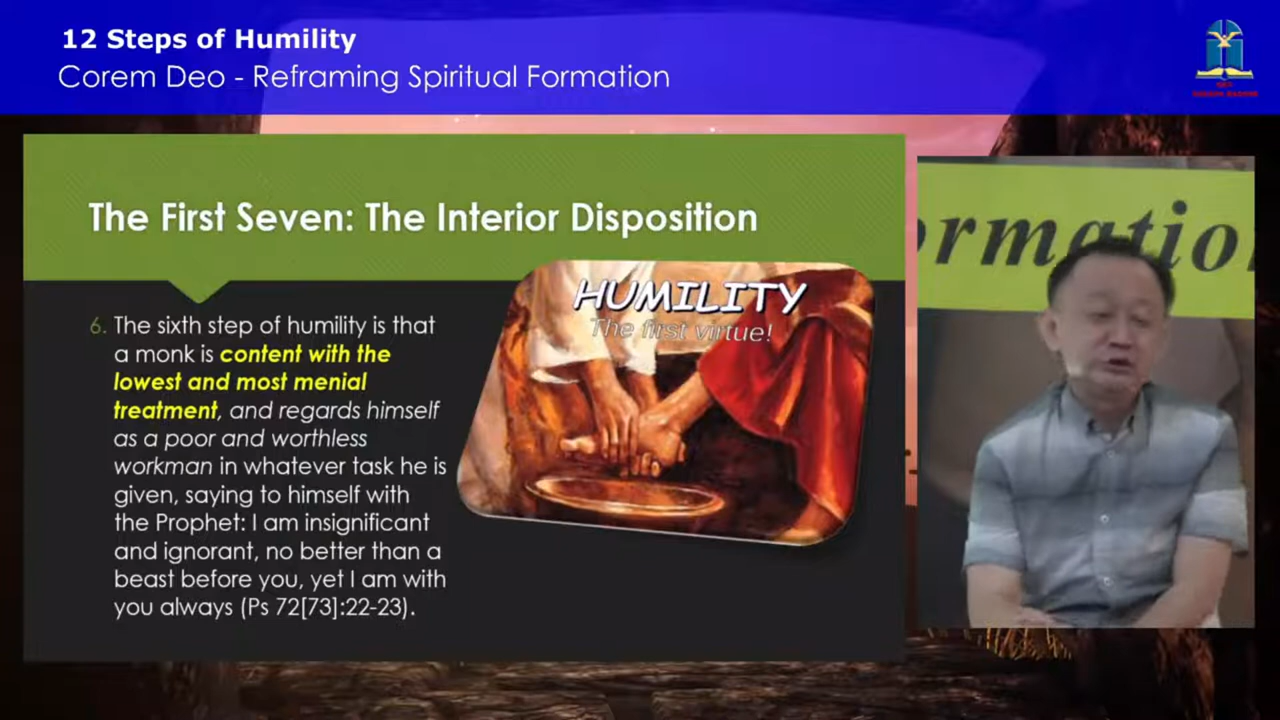 12 Steps of Humility
Corem Deo - Reframing Spiritual Formation
The First Seven: The Interior Disposition
6. The sixth step of humility is that
a monk is content with the
lowest and most menial
treatment, and regards himself
as a poor and worthless
workman in whatever task he is
given, saying to himself with
the Prophet: I am insignificant
and ignorant, no better than a
beast before you, yet I am with
you always (Ps 72[73]:22-23).
HUMILITY
The first virtue!
ormatio